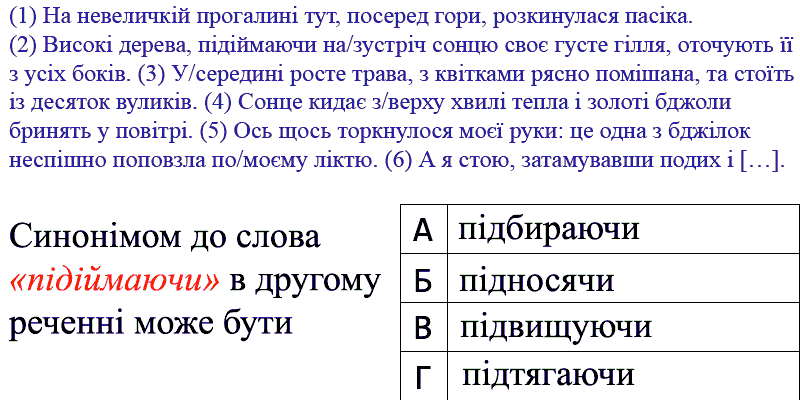 (1) На невеличкій прогалині тут, посеред гори, розкинулася пасіка.
(2) Високі дерева, підіймаючи на/зустріч сонцю своє густе гілля, оточують її
з усіх боків. (3) У/середині росте трава, з квітками рясно помішана, та стоїть
із десяток вуликів. (4) Сонце кидає з/верху хвилі тепла і золоті бджоли
бринять у повітрі. (5) Ось щось торкнулося моєї руки: це одна з бджілок
неспішно поповзла по/моєму ліктю. (6) А я стою, затамувавши подих і […].
Синонімом до слова
«підіймаючи» в другому
реченні може бути
А підбираючи
Б підносячи
В підвищуючи
Г підтягаючи